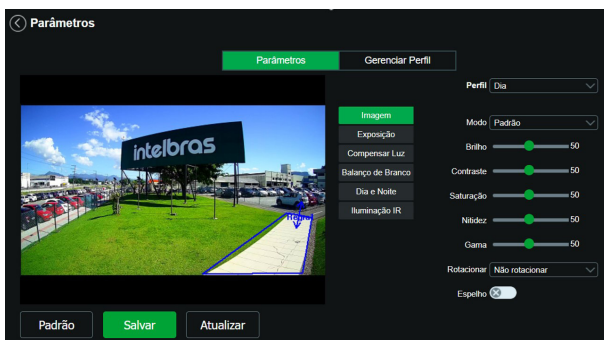 Parâmetros
Parâmetros Gerenciar Perfil
Perfil Dia
intelbras
Regra1
Imagem
Exposição
Compensar Luz
Balanço de Branco
Dia e Noite
Iluminação IR
Modo Padrão
Brilho 50
Contraste 50
Saturação 50
Nitidez 50
Gama 50
Rotacionar Não rotacionar
Espelho
Padrão Salvar Atualizar